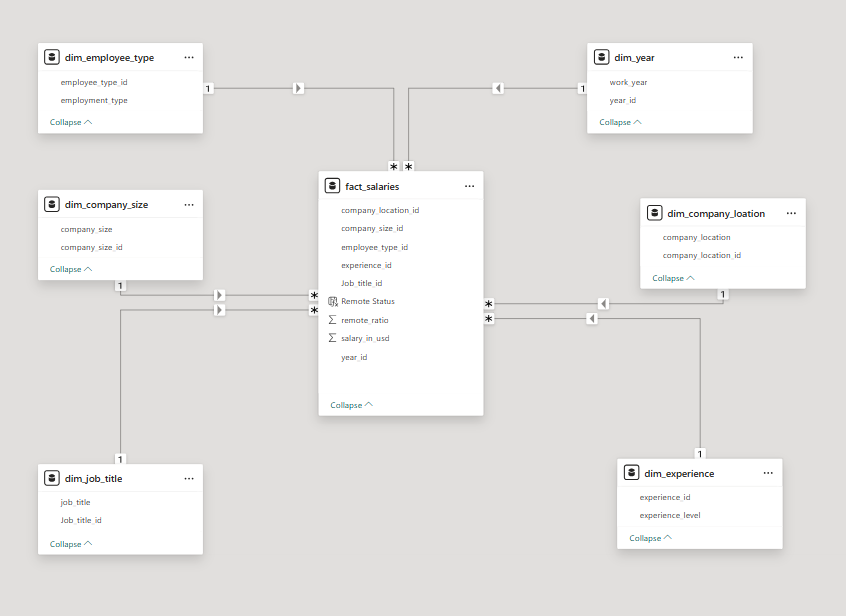 dim_employee_type ...
employee_type_id
employment_type
Collapse
dim_year ...
work_year
year_id
Collapse
1
1
*
*
dim_company_size ...
company_size
company_size_id
Collapse
1
fact_salaries ...
company_location_id
company_size_id
employee_type_id
experience_id
Job_title_id
Remote Status
Σ remote_ratio
Σ salary_in_usd
year_id
Collapse
dim_company_loation ...
company_location
company_location_id
Collapse
1
*
*
*
*
1
dim_job_title ...
job_title
Job_title_id
Collapse
1
dim_experience ...
experience_id
experience_level
Collapse